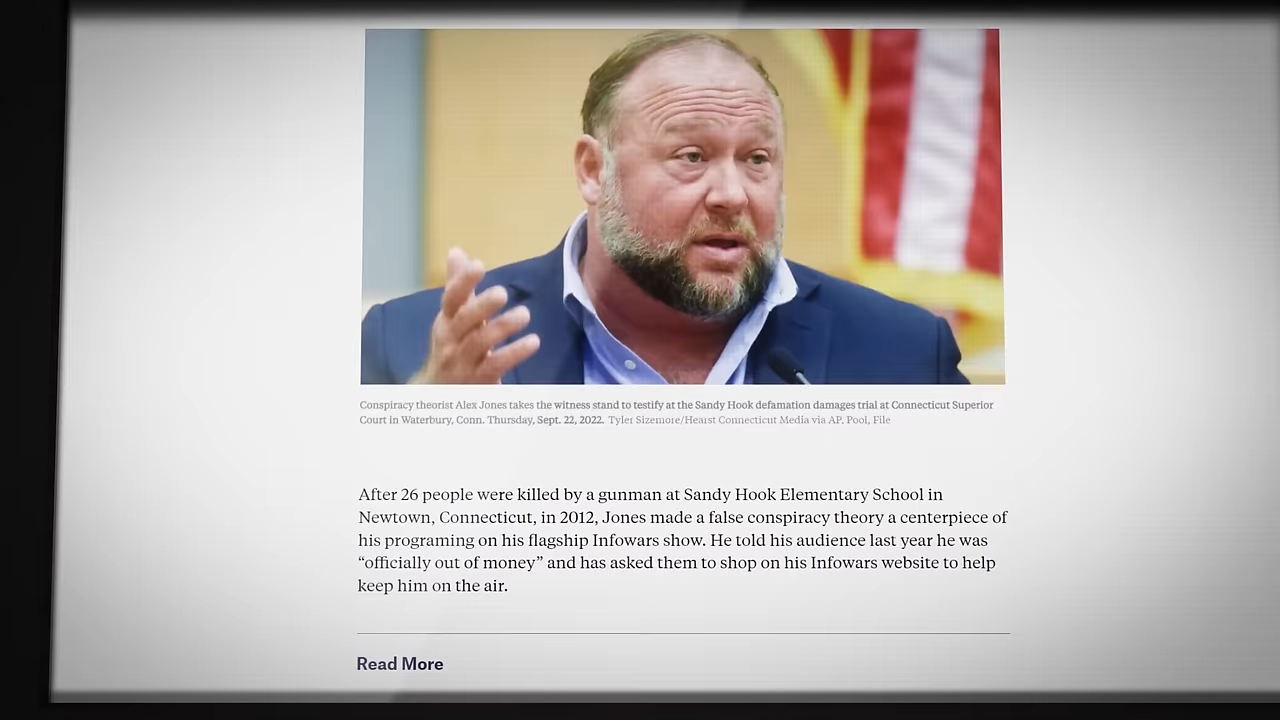 Conspiracy theorist Alex Jones takes the witness stand to testify at the Sandy Hook defamation damages trial at Connecticut Superior
Court in Waterbury, Conn. Thursday, Sept. 22, 2022. Tyler Sizemore/Hearst Connecticut Media via AP, Pool, File
After 26 people were killed by a gunman at Sandy Hook Elementary School in
Newtown, Connecticut, in 2012, Jones made a false conspiracy theory a centerpiece of
his programing on his flagship Infowars show. He told his audience last year he was
“officially out of money” and has asked them to shop on his Infowars website to help
keep him on the air.
Read More